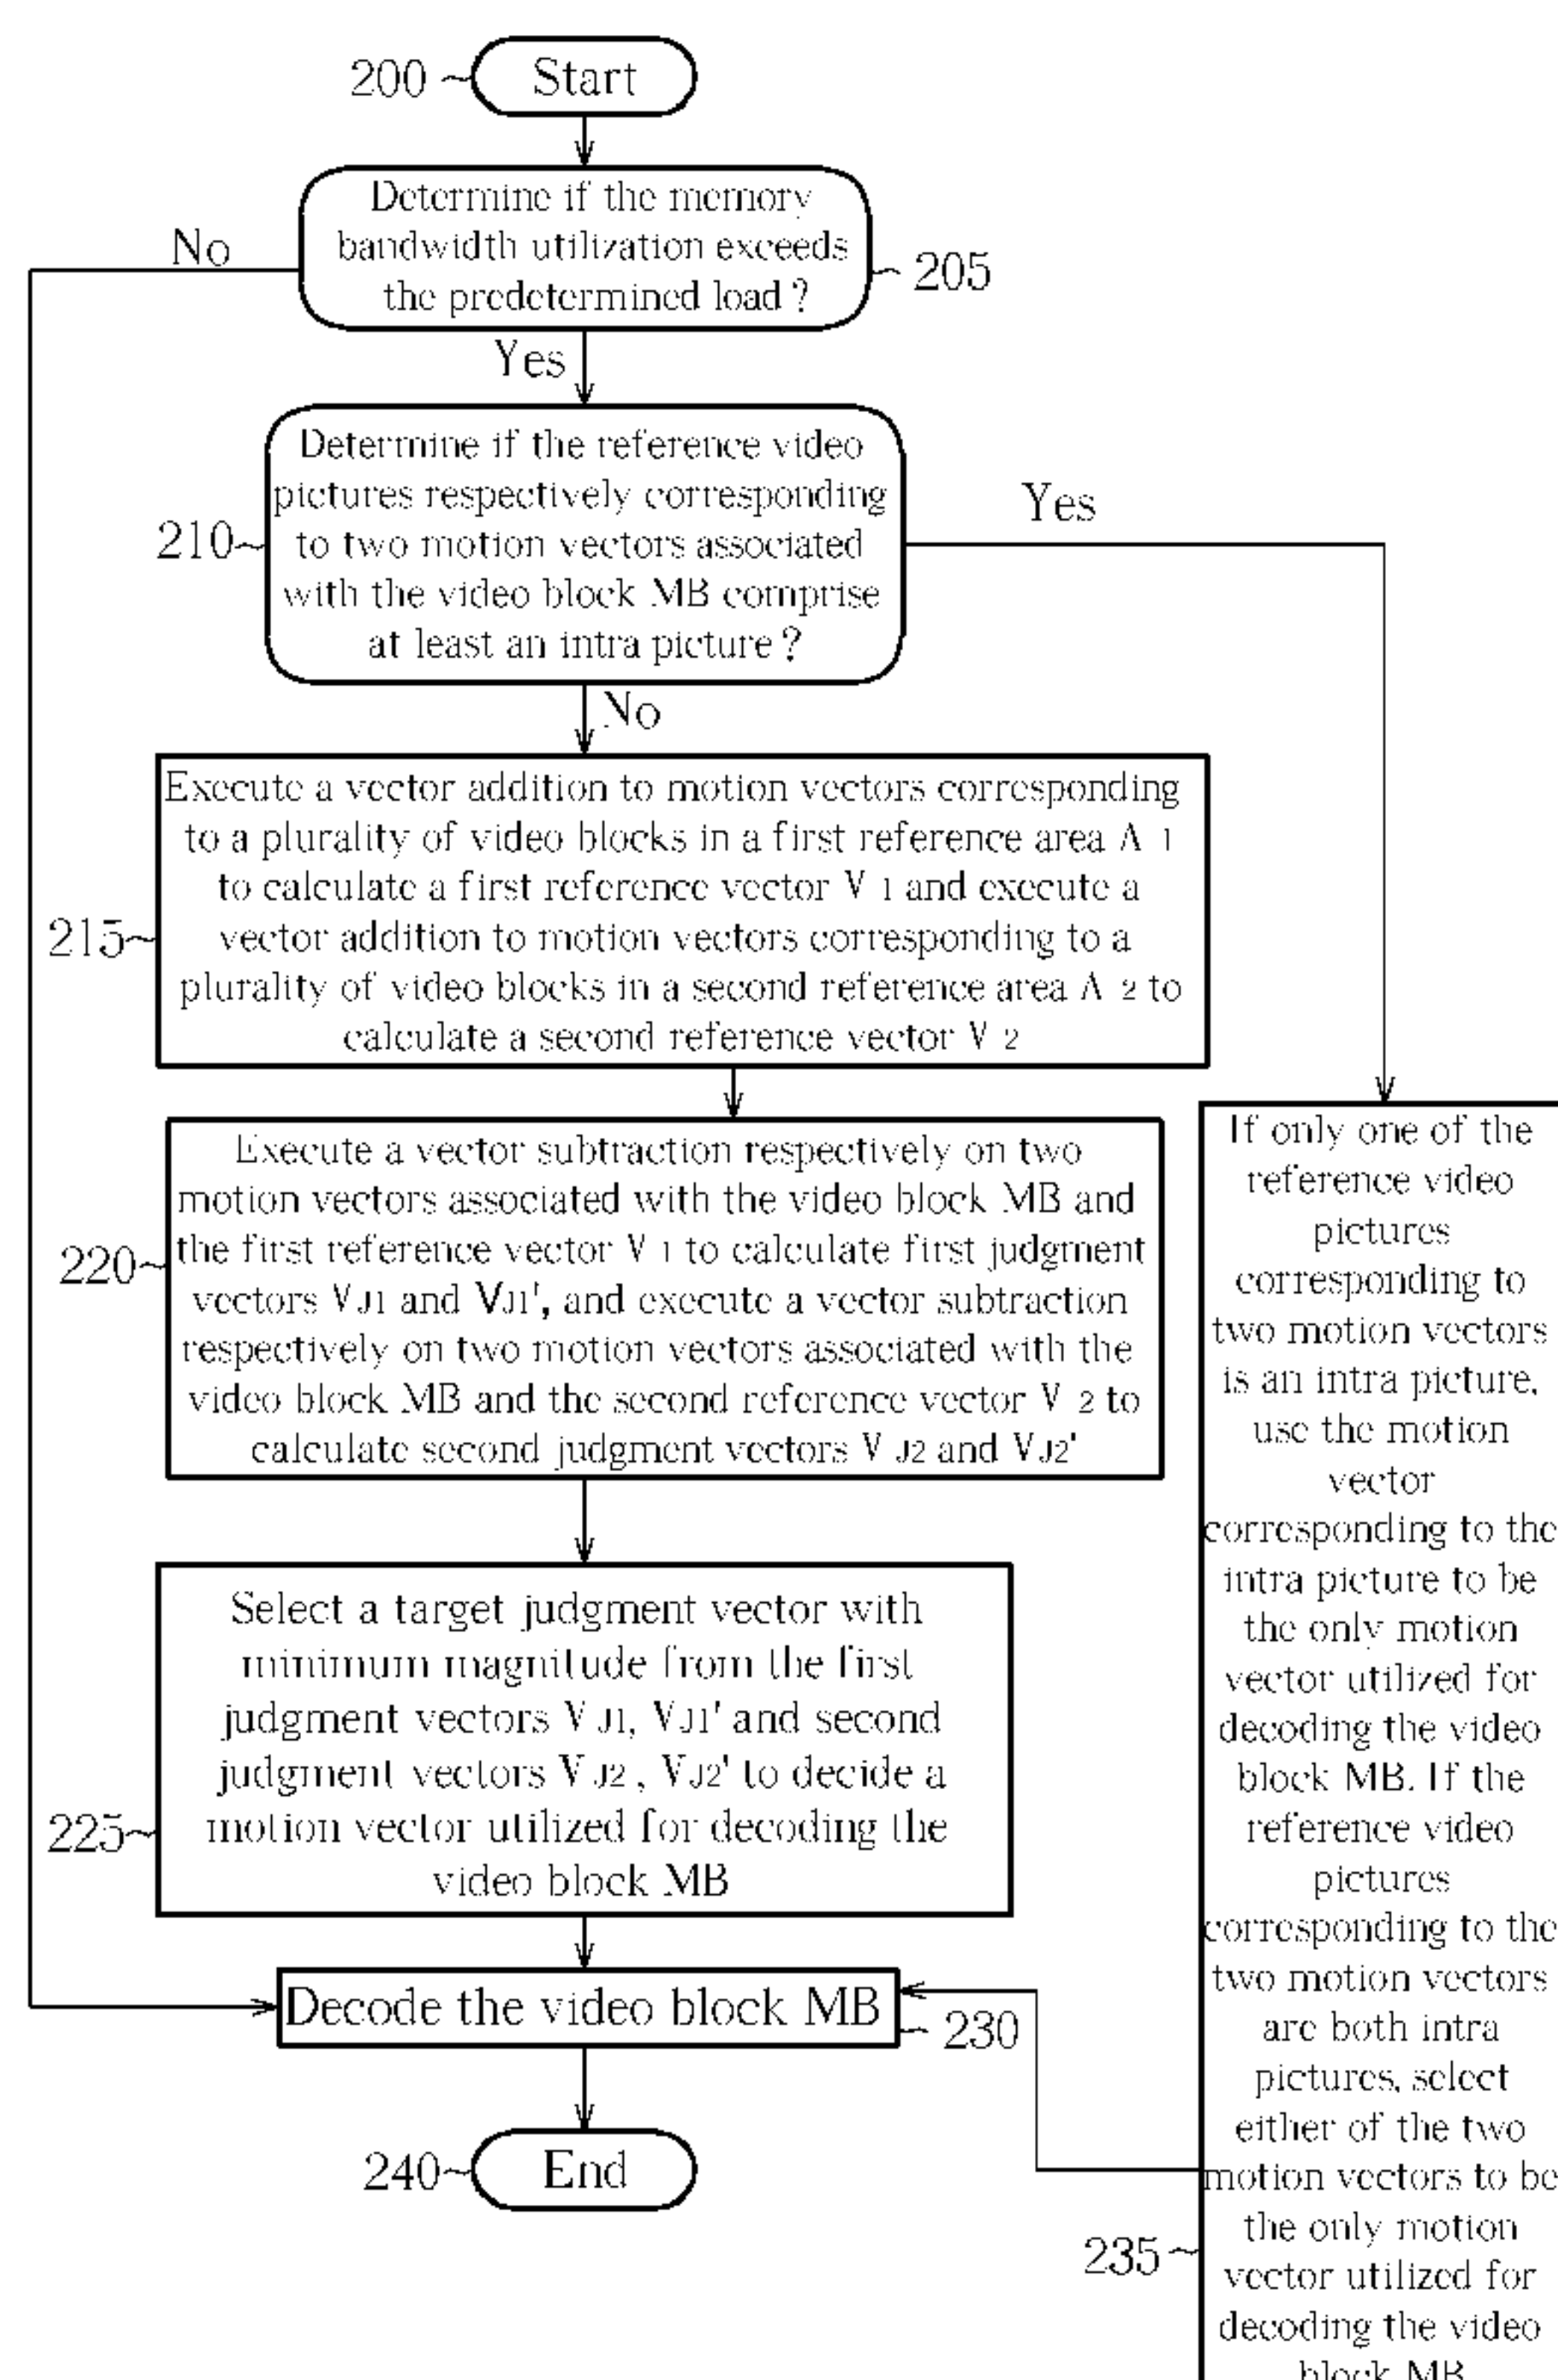 200
Start
Determine if the memory
bandwidth utilization exceeds
the predetermined load ?
205
No
Yes
Determine if the reference video
pictures respectively corresponding
to two motion vectors associated
with the video block MB comprise
at least an intra picture ?
210
Yes
No
Execute a vector addition to motion vectors corresponding
to a plurality of video blocks in a first reference area A 1
to calculate a first reference vector V 1 and execute a
vector addition to motion vectors corresponding to a
plurality of video blocks in a second reference area A 2 to
calculate a second reference vector V 2
215
Execute a vector subtraction respectively on two
motion vectors associated with the video block MB and
the first reference vector V 1 to calculate first judgment
vectors VJ1 and VJ1', and execute a vector subtraction
respectively on two motion vectors associated with the
video block MB and the second reference vector V 2 to
calculate second judgment vectors V J2 and VJ2'
220
Select a target judgment vector with
minimum magnitude from the first
judgment vectors V J1, VJ1' and second
judgment vectors V J2 , VJ2' to decide a
motion vector utilized for decoding the
video block MB
225
Decode the video block MB
230
End
240
If only one of the
reference video
pictures
corresponding to
two motion vectors
is an intra picture,
use the motion
vector
corresponding to the
intra picture to be
the only motion
vector utilized for
decoding the video
block MB. If the
reference video
pictures
corresponding to the
two motion vectors
are both intra
pictures, select
either of the two
motion vectors to be
the only motion
vector utilized for
decoding the video
block MB
235